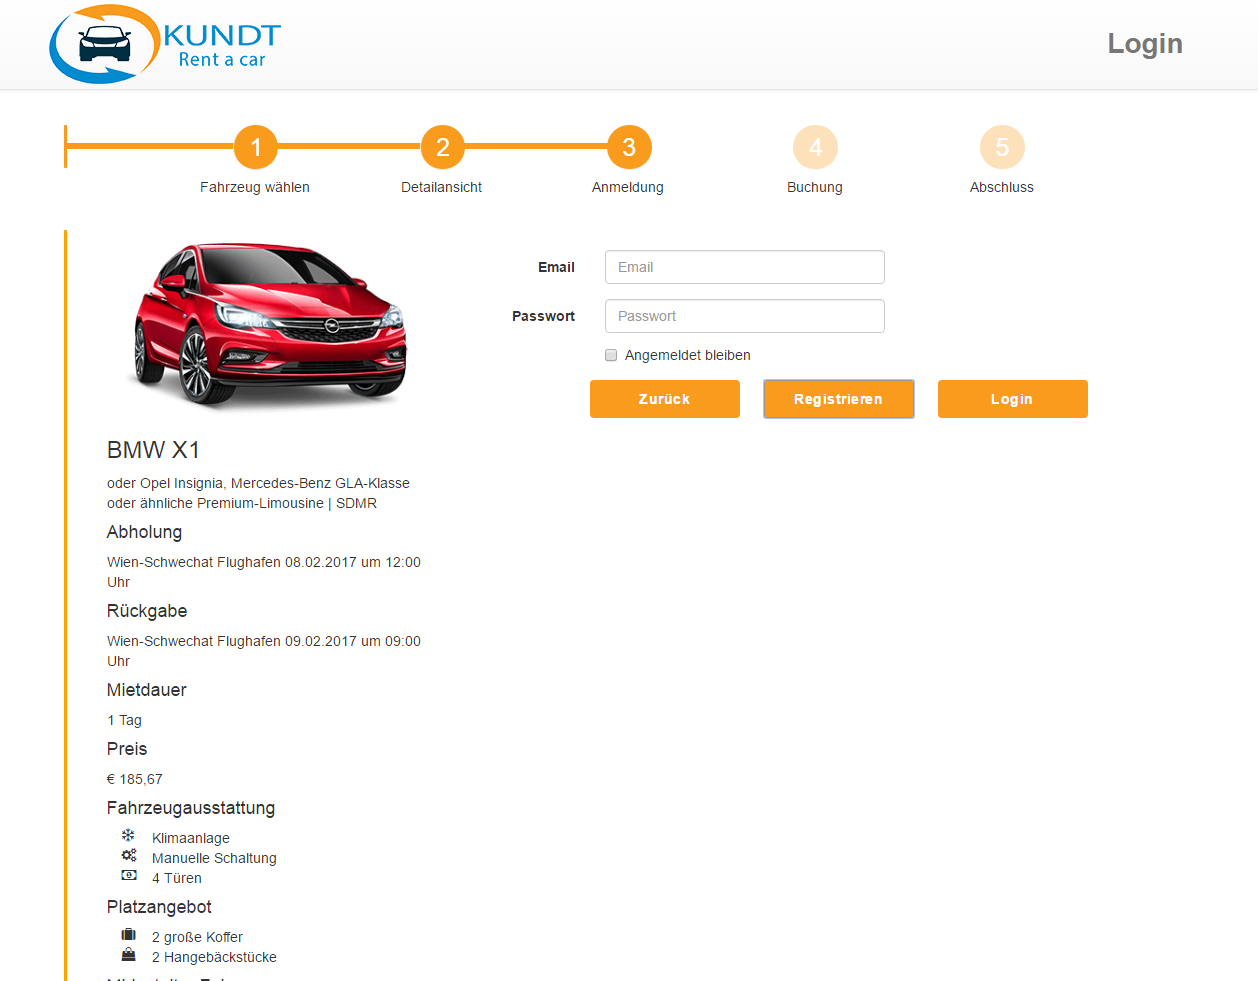 KUNDT
Rent a car
Login
1
2
3
4
5
Fahrzeug wählen
Detailansicht
Anmeldung
Buchung
Abschluss
Email
Email
Passwort
Passwort
Angemeldet bleiben
Zurück
Registrieren
Login
BMW X1
oder Opel Insignia, Mercedes-Benz GLA-Klasse
oder ähnliche Premium-Limousine | SDMR
Abholung
Wien-Schwechat Flughafen 08.02.2017 um 12:00
Uhr
Rückgabe
Wien-Schwechat Flughafen 09.02.2017 um 09:00
Uhr
Mietdauer
1 Tag
Preis
€ 185,67
Fahrzeugausstattung
Klimaanlage
Manuelle Schaltung
4 Türen
Platzangebot
2 große Koffer
2 Hangebäckstücke